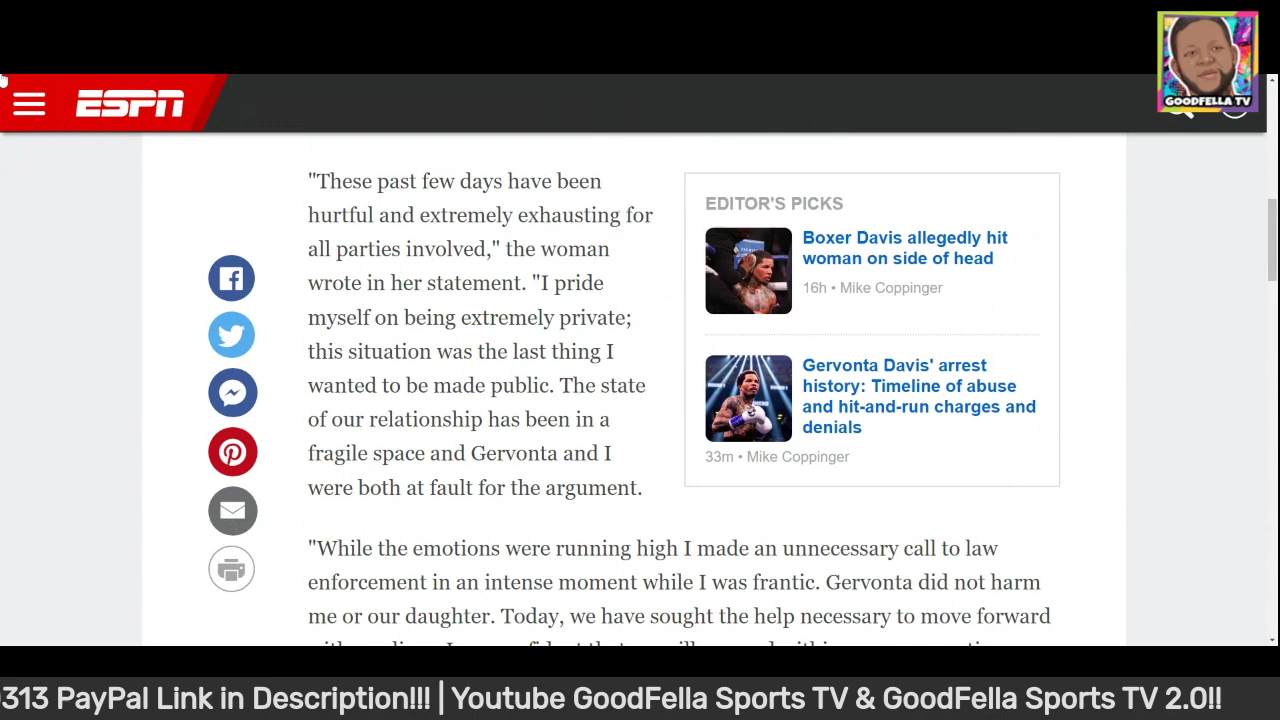 GOODFELLA TV
ESPN
"These past few days have been
hurtful and extremely exhausting for
all parties involved," the woman
wrote in her statement. "I pride
myself on being extremely private;
this situation was the last thing I
wanted to be made public. The state
of our relationship has been in a
fragile space and Gervonta and I
were both at fault for the argument.
EDITOR'S PICKS
Boxer Davis allegedly hit
woman on side of head
16h • Mike Coppinger
Gervonta Davis' arrest
history: Timeline of abuse
and hit-and-run charges and
denials
33m • Mike Coppinger
"While the emotions were running high I made an unnecessary call to law
enforcement in an intense moment while I was frantic. Gervonta did not harm
me or our daughter. Today, we have sought the help necessary to move forward
313 PayPal Link in Description!!! | Youtube GoodFella Sports TV & GoodFella Sports TV 2.0!!